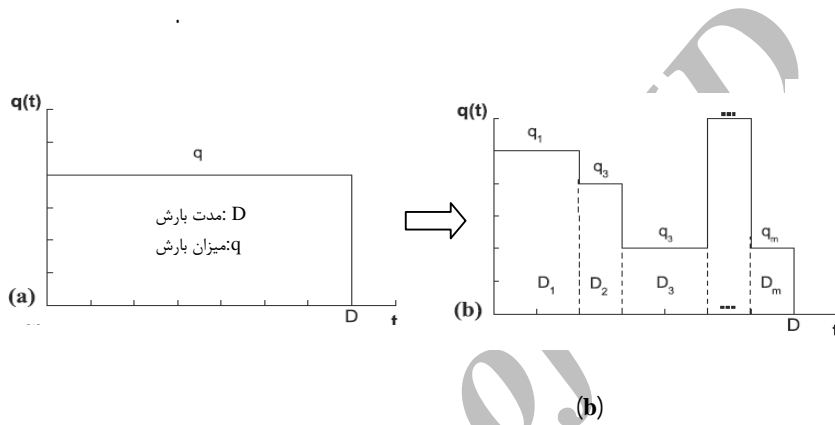 q(t)
q
D :مدت بارش
q:میزان بارش
(a)
D
t
q(t)
q1
q3
q3
...
qm
D1
D2
D3
...
Dm
(b)
D
t
(b)